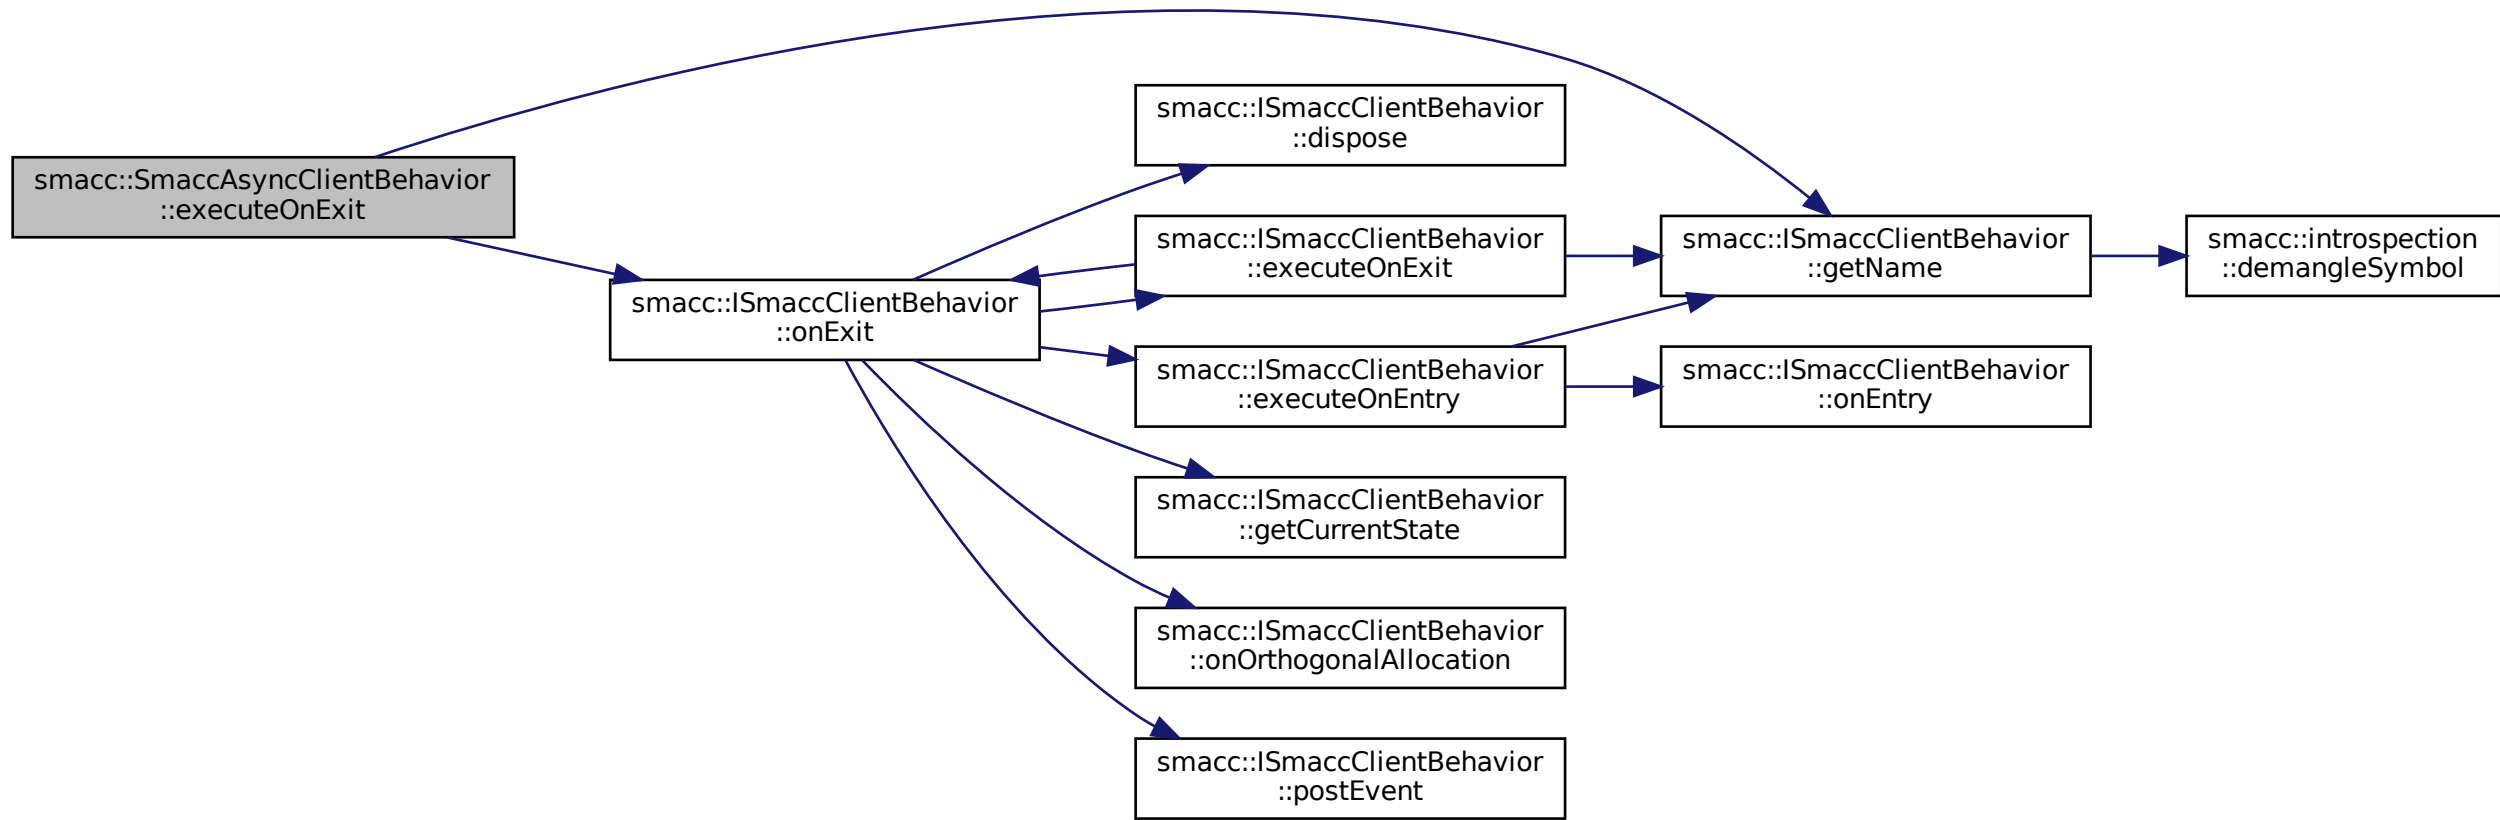 smacc::SmaccAsyncClientBehavior
::executeOnExit
smacc::ISmaccClientBehavior
::onExit
smacc::ISmaccClientBehavior
::dispose
smacc::ISmaccClientBehavior
::executeOnExit
smacc::ISmaccClientBehavior
::executeOnEntry
smacc::ISmaccClientBehavior
::getCurrentState
smacc::ISmaccClientBehavior
::onOrthogonalAllocation
smacc::ISmaccClientBehavior
::postEvent
smacc::ISmaccClientBehavior
::getName
smacc::ISmaccClientBehavior
::onEntry
smacc::introspection
::demangleSymbol